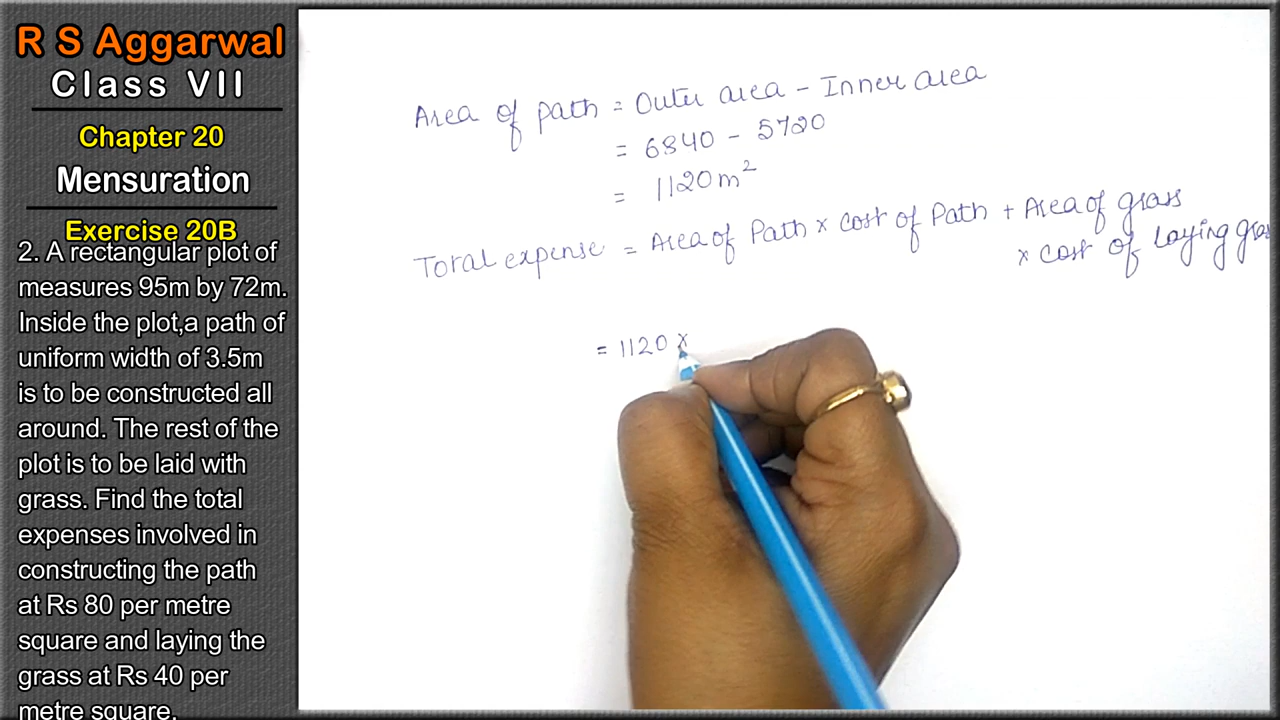 R S Aggarwal
Class VII
Chapter 20
Mensuration
Exercise 20B
2. A rectangular plot of
measures 95m by 72m.
Inside the plot,a path of
uniform width of 3.5m
is to be constructed all
around. The rest of the
plot is to be laid with
grass. Find the total
expenses involved in
constructing the path
at Rs 80 per metre
square and laying the
grass at Rs 40 per
metre square.
Area of path = Outer area - Inner area
= 6840 - 5720
= 1120 m²
Total expense = Area of Path x cost of Path + Area of grass
x cost of laying gras
= 1120 x